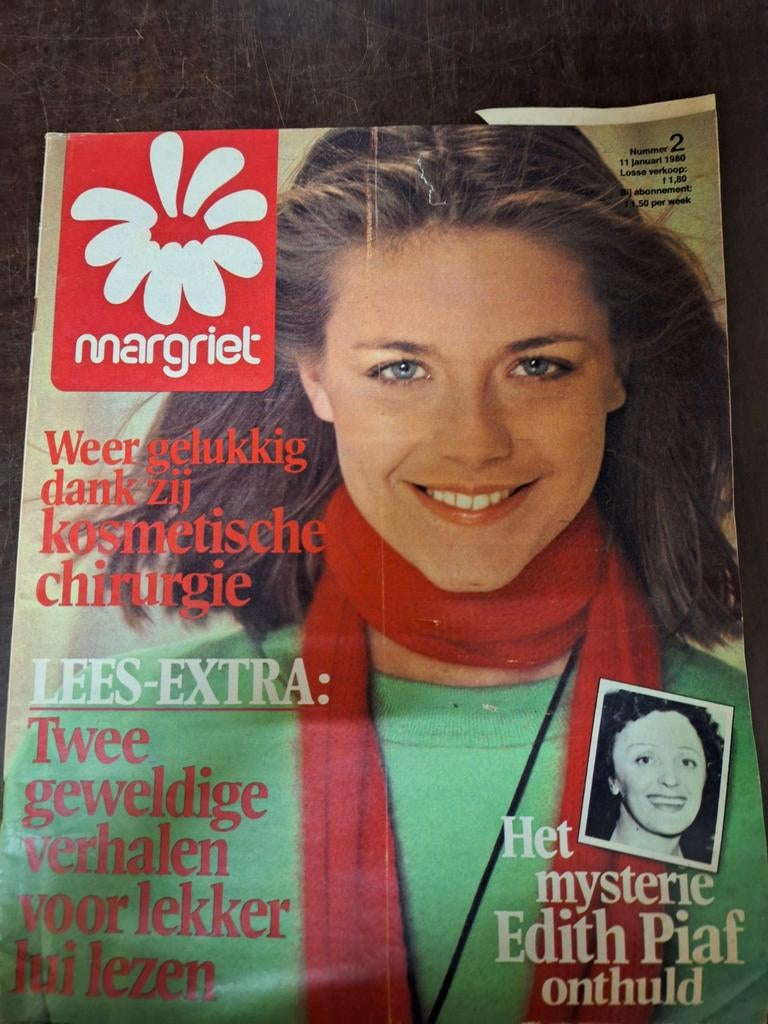 margriet
Nummer 2
11 januari 1980
Losse verkoop:
f 1,80
Bij abonnement:
f 1,50 per week
Weer gelukkig
dank zij
kosmetische
chirurgie
LEES-EXTRA:
Twee
geweldige
verhalen
voor lekker
lui lezen
Het
mysterie
Edith Piaf
onthuld